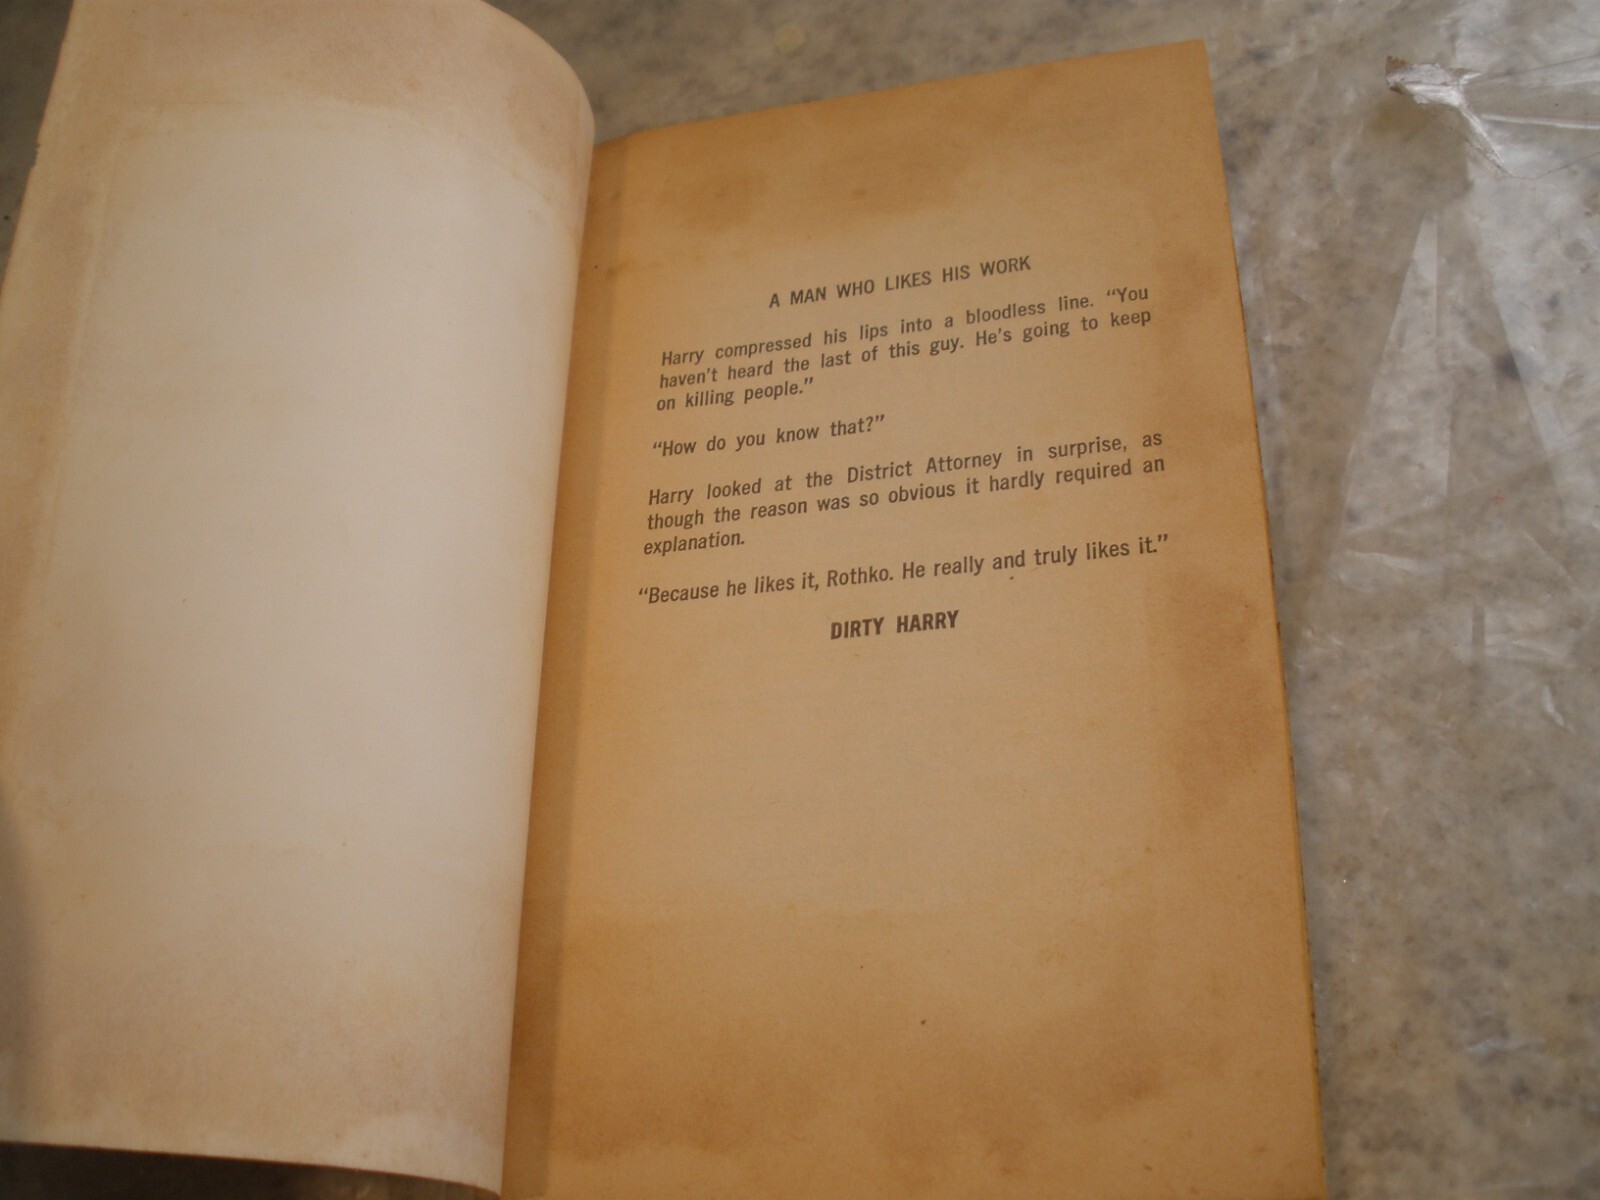 A MAN WHO LIKES HIS WORK
Harry compressed his lips into a bloodless line. “You
haven't heard the last of this guy. He's going to keep
on killing people.”
“How do you know that?”
Harry looked at the District Attorney in surprise, as
though the reason was so obvious it hardly required an
explanation.
“Because he likes it, Rothko. He really and truly likes it.”
DIRTY HARRY